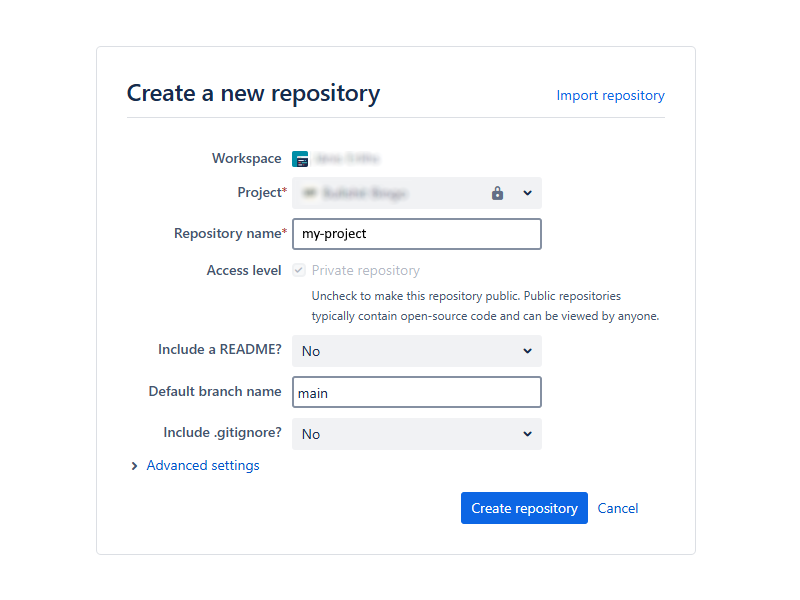 Create a new repository
Import repository
Workspace
Project*
Repository name* my-project
Access level Private repository
Uncheck to make this repository public. Public repositories
typically contain open-source code and can be viewed by anyone.
Include a README? No
Default branch name main
Include .gitignore? No
Advanced settings
Create repository Cancel